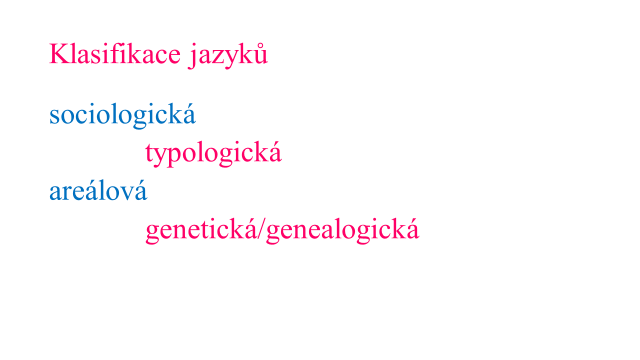 Klasifikace jazyků
sociologická
typologická
areálová
genetická/genealogická